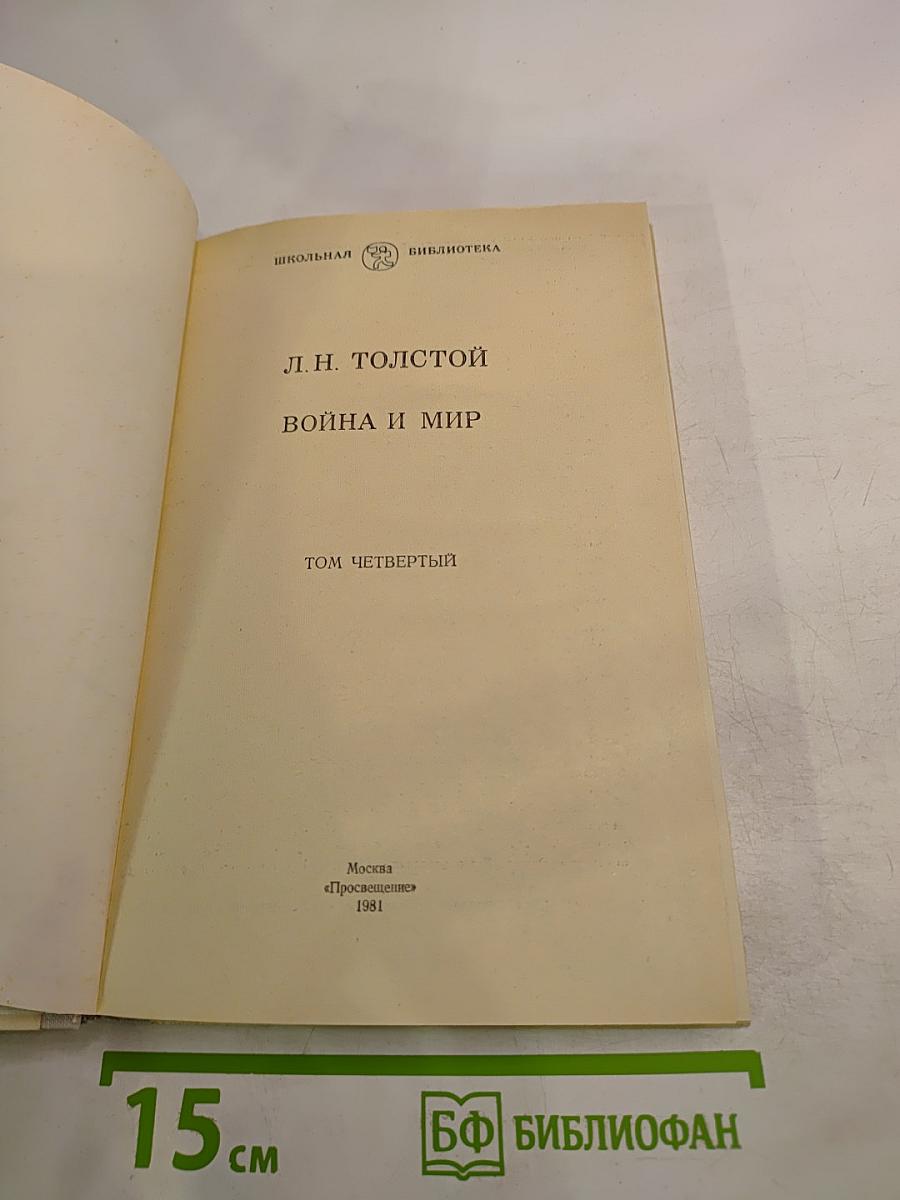 ШКОЛЬНАЯ БИБЛИОТЕКА
Л. Н. ТОЛСТОЙ
ВОЙНА И МИР
ТОМ ЧЕТВЕРТЫЙ
Москва
«Просвещение»
1981
15 см
БФ БИБЛИОФАН